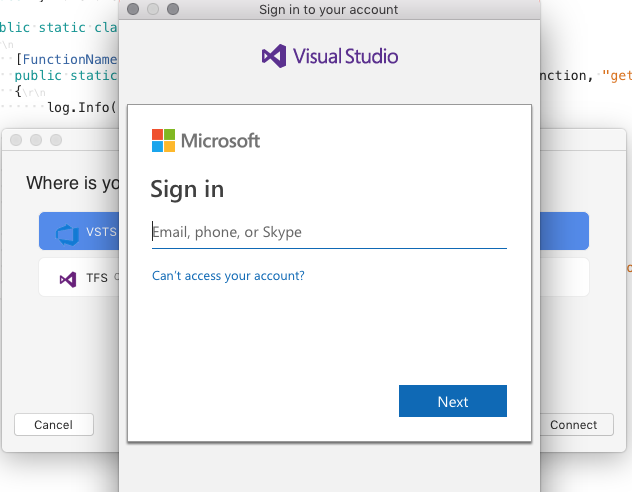 Sign in to your account
blic static cla
\r\n
[FunctionName
public static
nction, "get
{\r\n
log.Info(
Visual Studio
Microsoft
Sign in
Email, phone, or Skype
Can't access your account?
Next
Where is yo
VSTS
TFS
Cancel
Connect